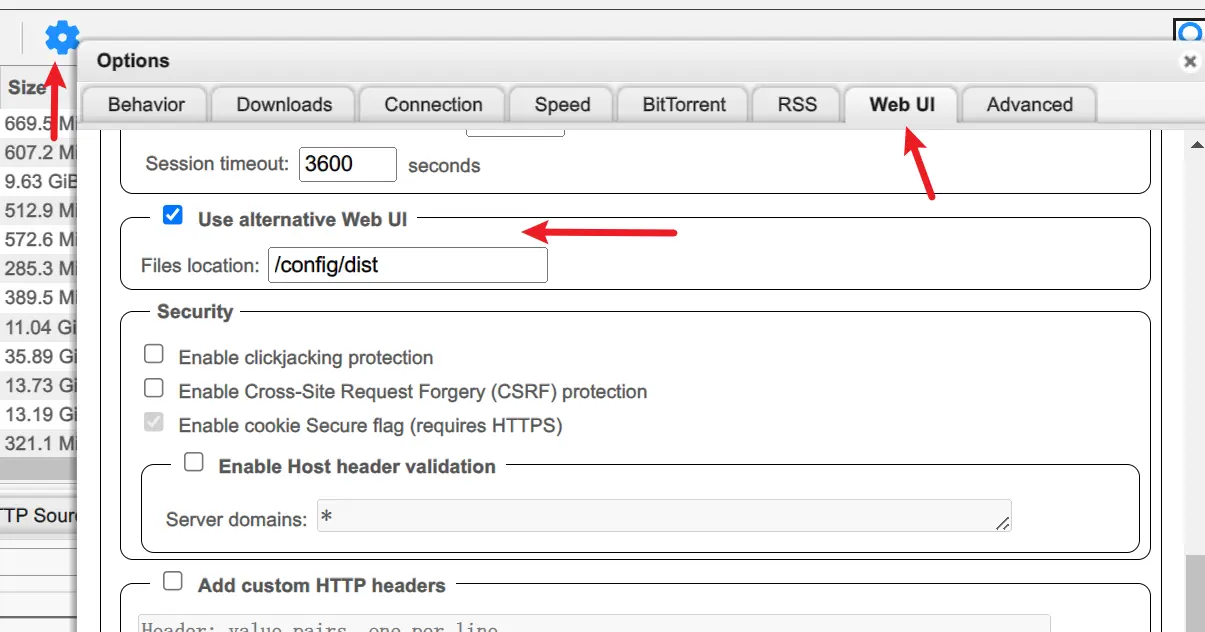 Options
Behavior Downloads Connection Speed BitTorrent RSS Web UI Advanced
Size
669.5 Mi
607.2 Mi
9.63 GiB
512.9 Mi
572.6 Mi
285.3 Mi
389.5 Mi
11.04 Gi
35.89 Gi
13.73 Gi
13.19 Gi
321.1 Mi
TP Sour
Session timeout: 3600 seconds
Use alternative Web UI
Files location: /config/dist
Security
Enable clickjacking protection
Enable Cross-Site Request Forgery (CSRF) protection
Enable cookie Secure flag (requires HTTPS)
Enable Host header validation
Server domains: *
Add custom HTTP headers
Header: value pairs, one per line